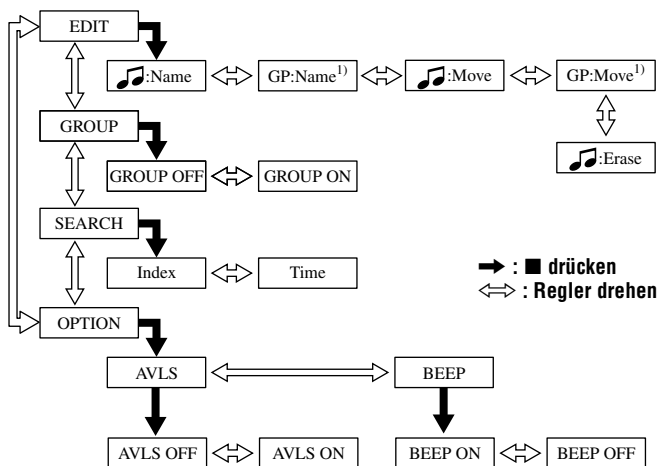 EDIT
♫:Name
GP:Name1)
♫:Move
GP:Move1)
GROUP
♫:Erase
GROUP OFF
GROUP ON
SEARCH
Index
Time
: ■ drücken
: Regler drehen
OPTION
AVLS
BEEP
AVLS OFF
AVLS ON
BEEP ON
BEEP OFF